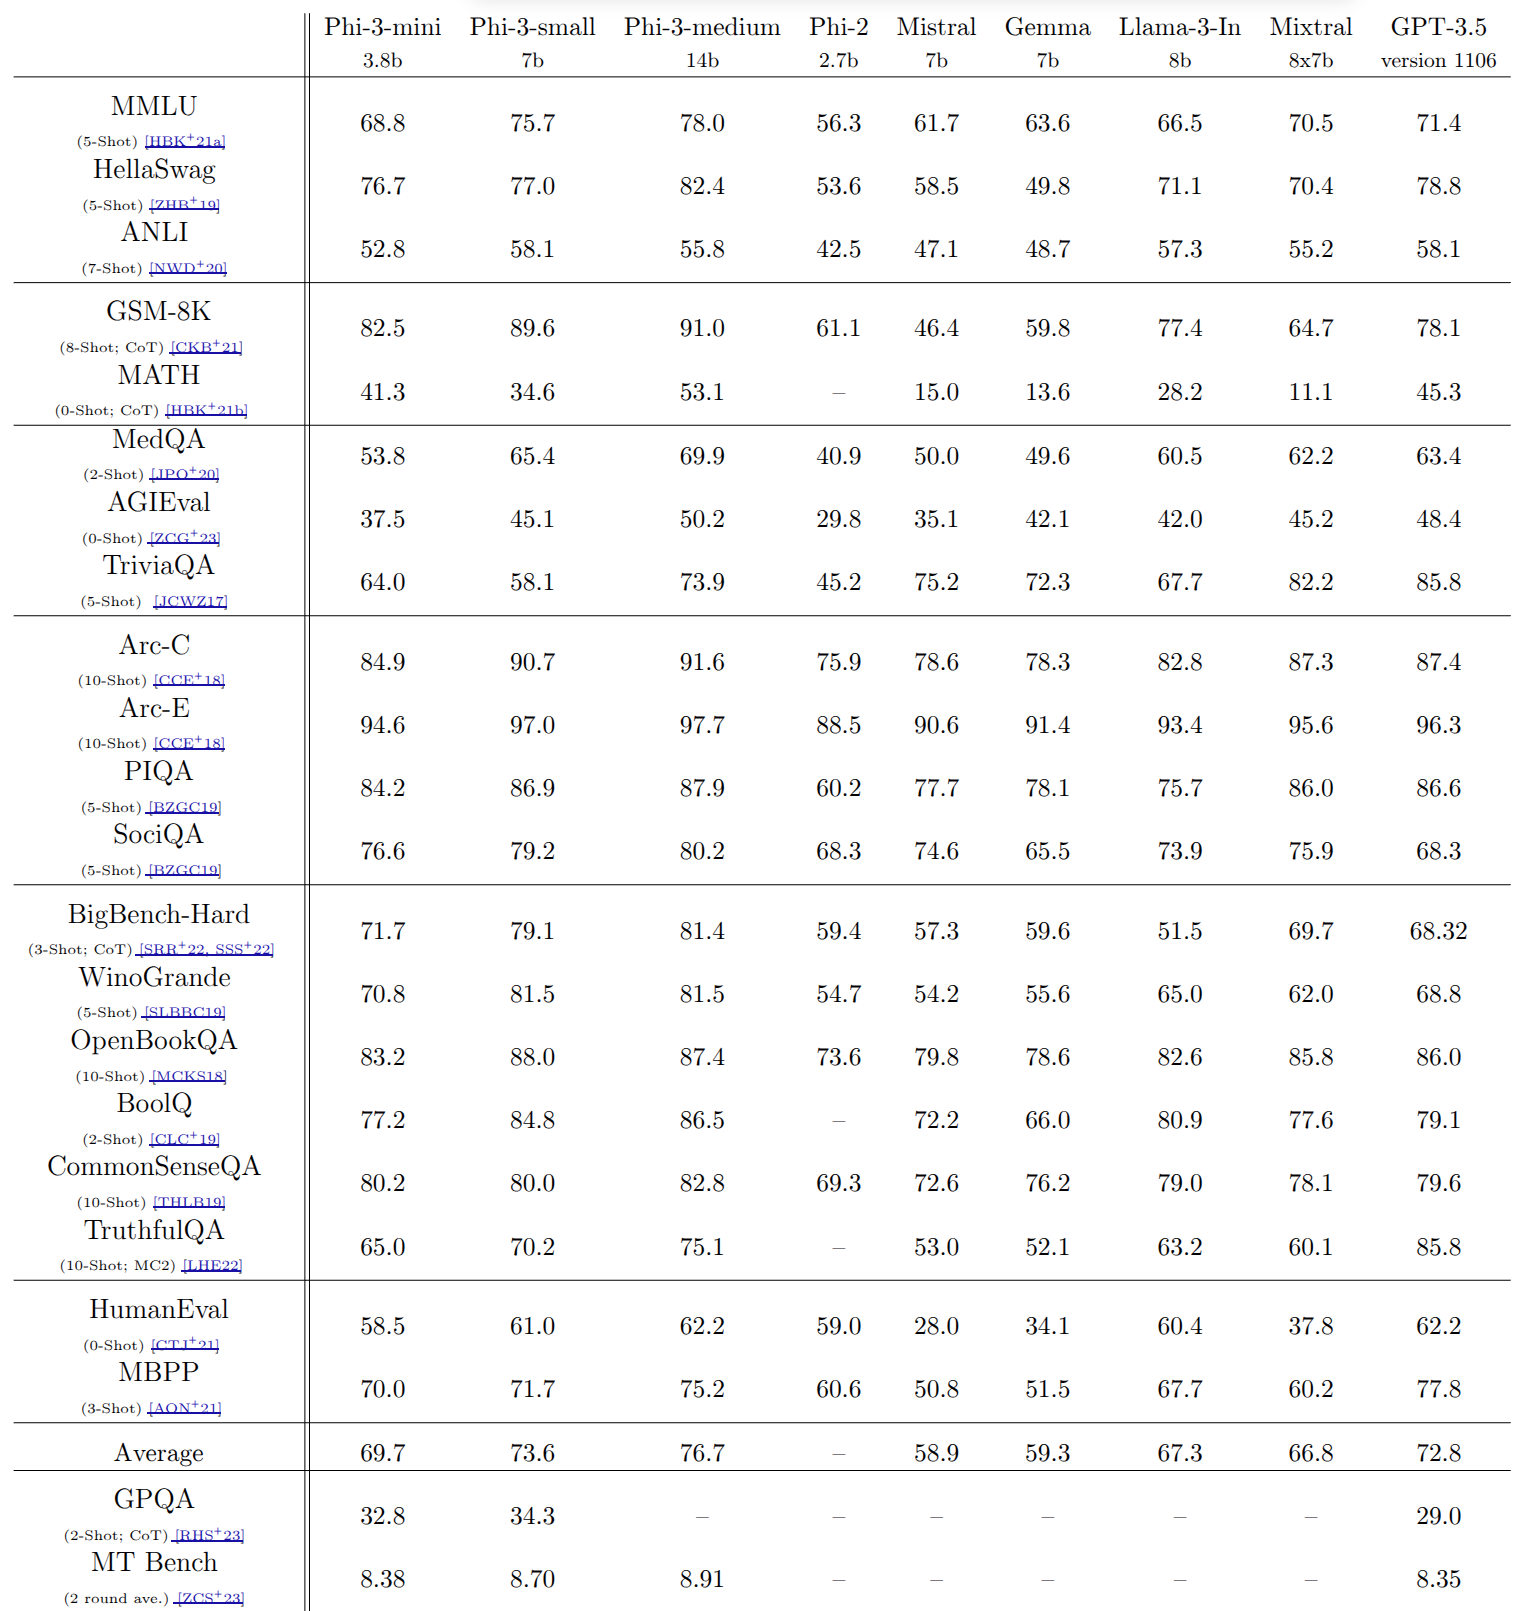 Phi-3-mini Phi-3-small Phi-3-medium Phi-2 Mistral Gemma Llama-3-In Mixtral GPT-3.5
3.8b 7b 14b 2.7b 7b 7b 8b 8x7b version 1106
MMLU
(5-Shot) [HBK+21a] 68.8 75.7 78.0 56.3 61.7 63.6 66.5 70.5 71.4
HellaSwag
(5-Shot) [ZHB+19] 76.7 77.0 82.4 53.6 58.5 49.8 71.1 70.4 78.8
ANLI
(7-Shot) [NWD+20] 52.8 58.1 55.8 42.5 47.1 48.7 57.3 55.2 58.1
GSM-8K
(8-Shot; CoT) [CKB+21] 82.5 89.6 91.0 61.1 46.4 59.8 77.4 64.7 78.1
MATH
(0-Shot; CoT) [HBK+21b] 41.3 34.6 53.1 – 15.0 13.6 28.2 11.1 45.3
MedQA
(2-Shot) [JPO+20] 53.8 65.4 69.9 40.9 50.0 49.6 60.5 62.2 63.4
AGIEval
(0-Shot) [ZCG+23] 37.5 45.1 50.2 29.8 35.1 42.1 42.0 45.2 48.4
TriviaQA
(5-Shot) [JCWZ17] 64.0 58.1 73.9 45.2 75.2 72.3 67.7 82.2 85.8
Arc-C
(10-Shot) [CCE+18] 84.9 90.7 91.6 75.9 78.6 78.3 82.8 87.3 87.4
Arc-E
(10-Shot) [CCE+18] 94.6 97.0 97.7 88.5 90.6 91.4 93.4 95.6 96.3
PIQA
(5-Shot) [BZGC19] 84.2 86.9 87.9 60.2 77.7 78.1 75.7 86.0 86.6
SociQA
(5-Shot) [BZGC19] 76.6 79.2 80.2 68.3 74.6 65.5 73.9 75.9 68.3
BigBench-Hard
(3-Shot; CoT) [SRR+22, SSS+22] 71.7 79.1 81.4 59.4 57.3 59.6 51.5 69.7 68.32
WinoGrande
(5-Shot) [SLBBC19] 70.8 81.5 81.5 54.7 54.2 55.6 65.0 62.0 68.8
OpenBookQA
(10-Shot) [MCKS18] 83.2 88.0 87.4 73.6 79.8 78.6 82.6 85.8 86.0
BoolQ
(2-Shot) [CLC+19] 77.2 84.8 86.5 – 72.2 66.0 80.9 77.6 79.1
CommonSenseQA
(10-Shot) [THLB19] 80.2 80.0 82.8 69.3 72.6 76.2 79.0 78.1 79.6
TruthfulQA
(10-Shot; MC2) [LHE22] 65.0 70.2 75.1 – 53.0 52.1 63.2 60.1 85.8
HumanEval
(0-Shot) [CTJ+21] 58.5 61.0 62.2 59.0 28.0 34.1 60.4 37.8 62.2
MBPP
(3-Shot) [AON+21] 70.0 71.7 75.2 60.6 50.8 51.5 67.7 60.2 77.8
Average 69.7 73.6 76.7 – 58.9 59.3 67.3 66.8 72.8
GPQA
(2-Shot; CoT) [RHS+23] 32.8 34.3 – – – – – – 29.0
MT Bench
(2 round ave.) [ZCS+23] 8.38 8.70 8.91 – – – – – 8.35